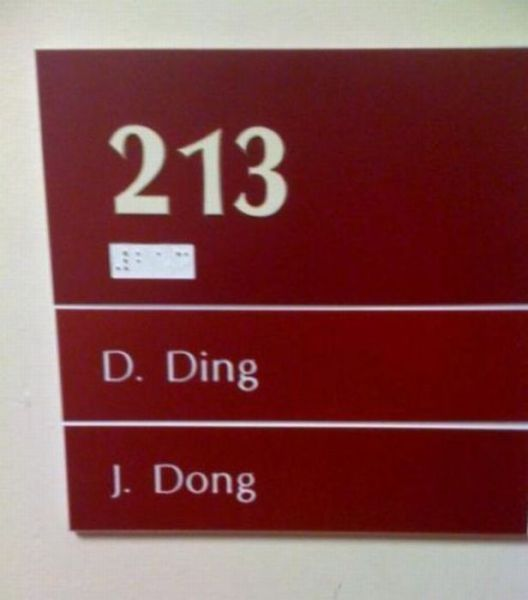 213
⠼⠃⠁⠉
D. Ding
J. Dong